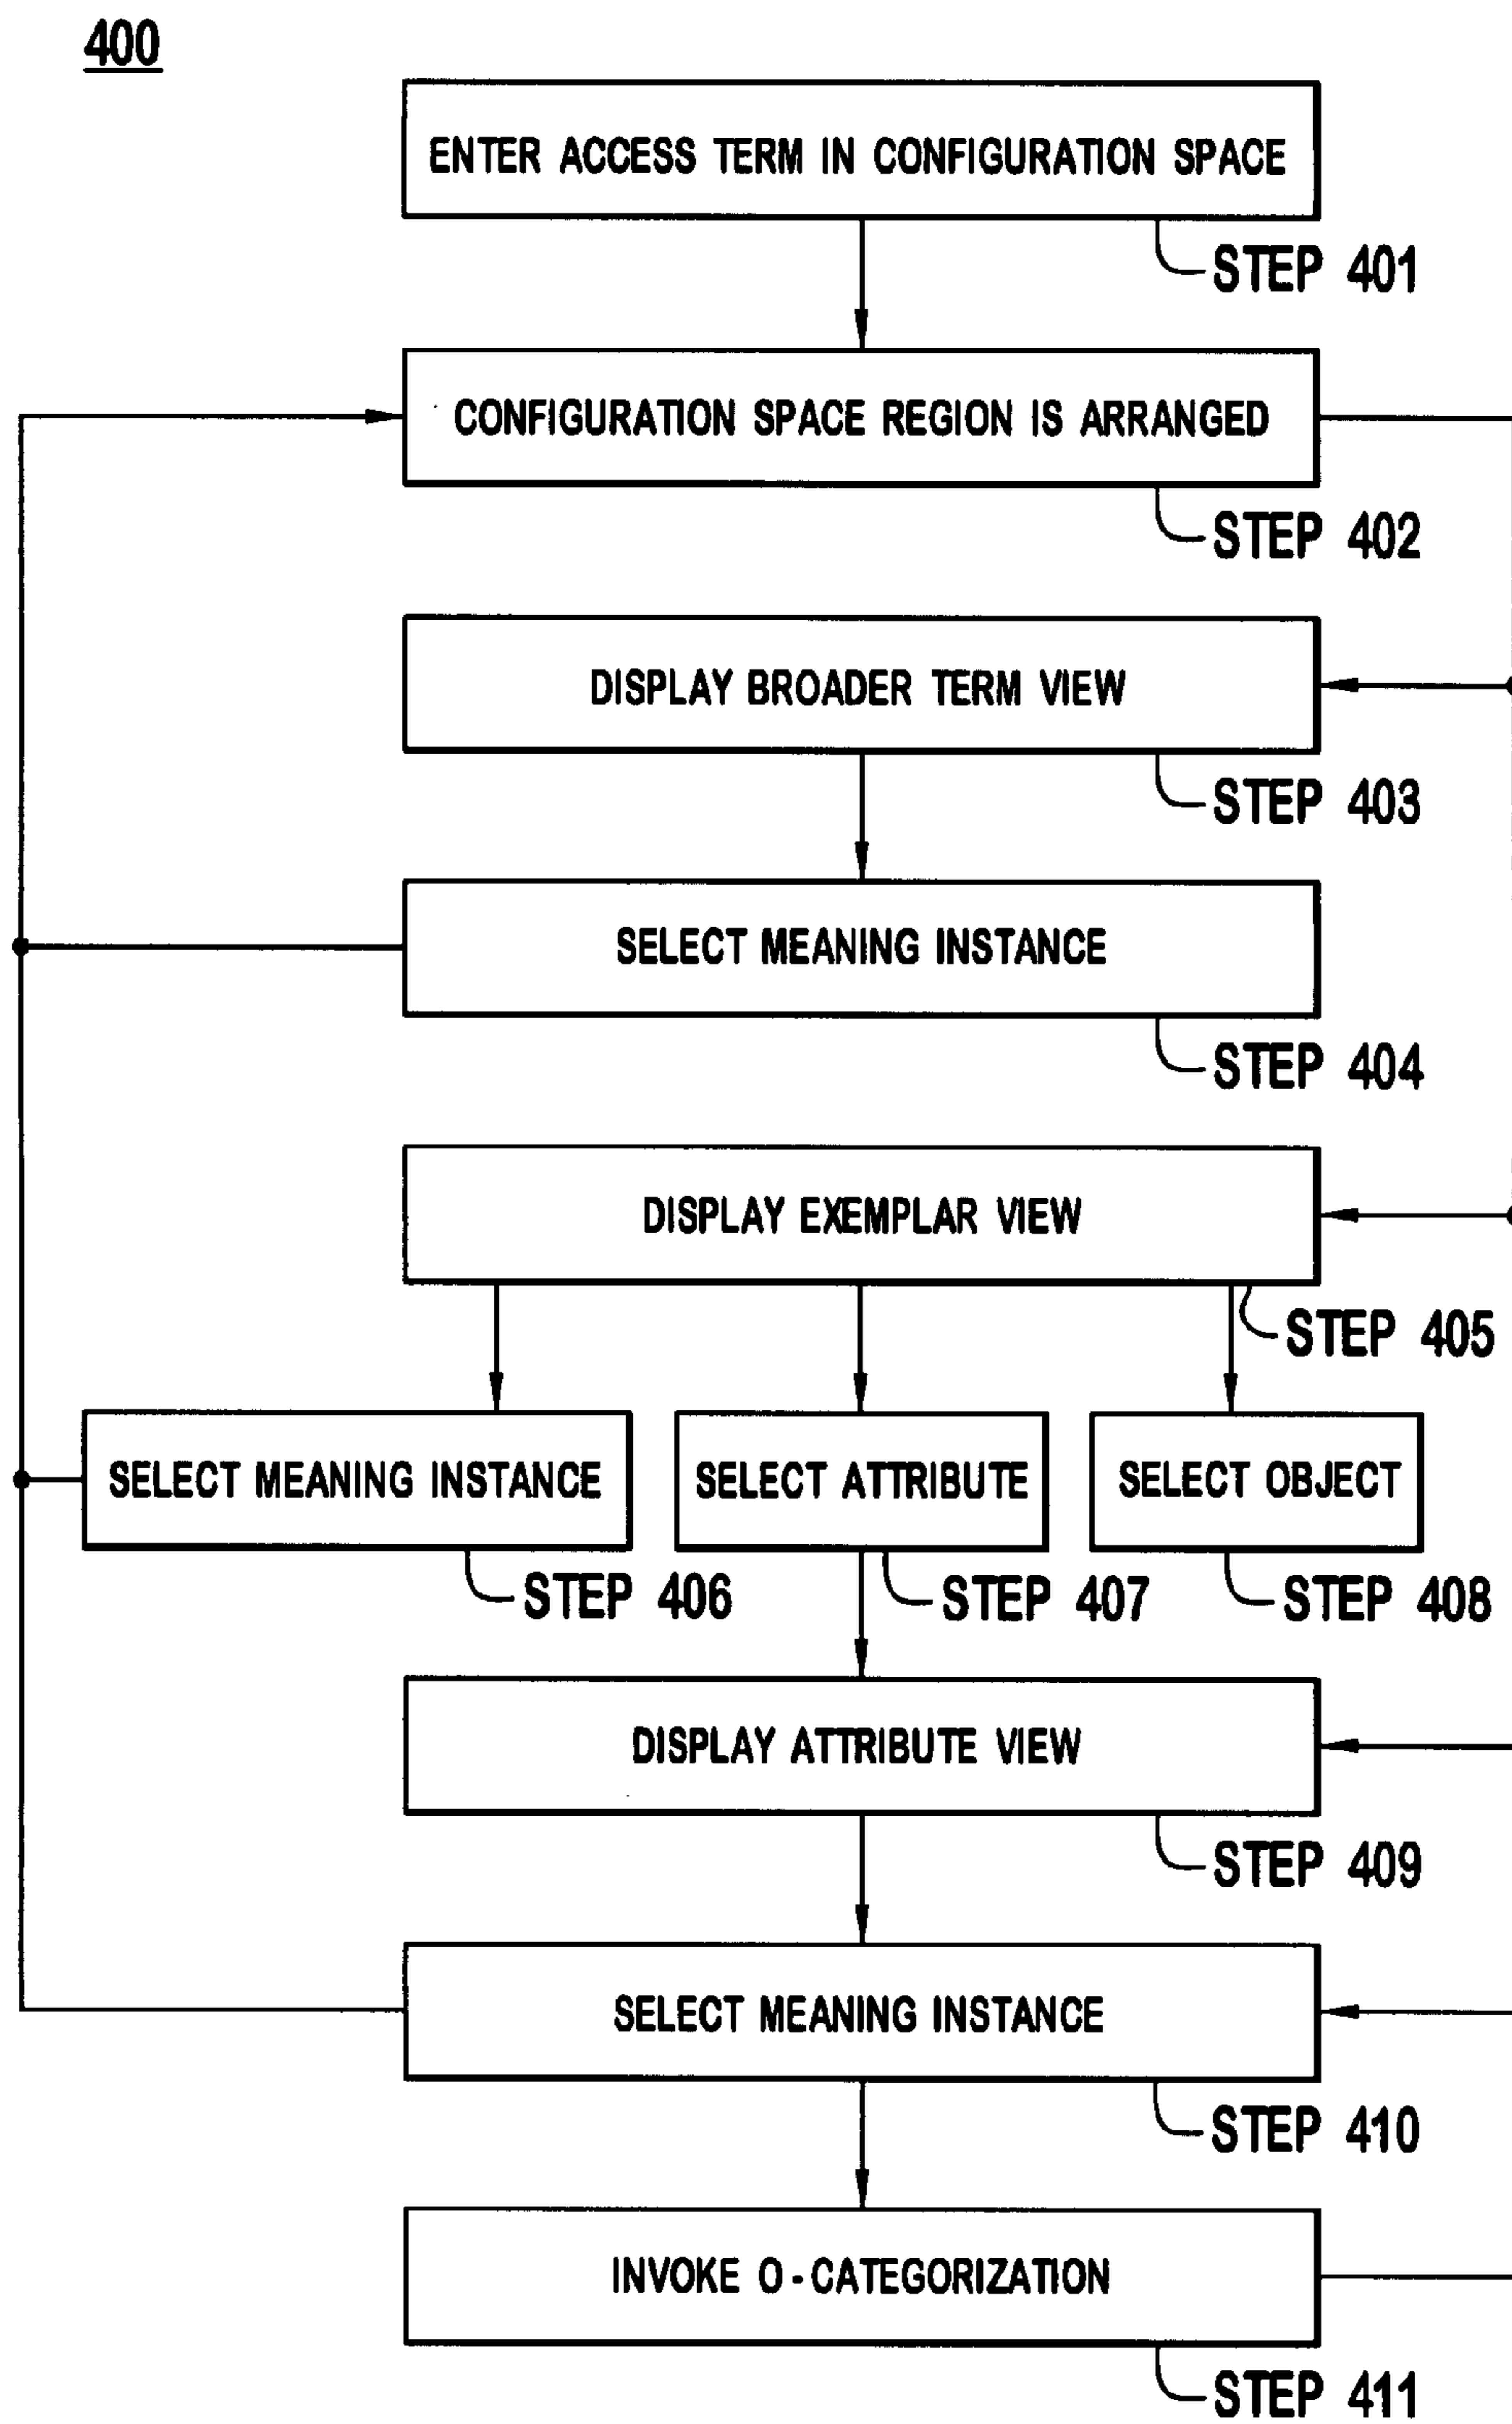 400
ENTER ACCESS TERM IN CONFIGURATION SPACE
STEP 401
CONFIGURATION SPACE REGION IS ARRANGED
STEP 402
DISPLAY BROADER TERM VIEW
STEP 403
SELECT MEANING INSTANCE
STEP 404
DISPLAY EXEMPLAR VIEW
STEP 405
SELECT MEANING INSTANCE
SELECT ATTRIBUTE
SELECT OBJECT
STEP 406
STEP 407
STEP 408
DISPLAY ATTRIBUTE VIEW
STEP 409
SELECT MEANING INSTANCE
STEP 410
INVOKE O-CATEGORIZATION
STEP 411